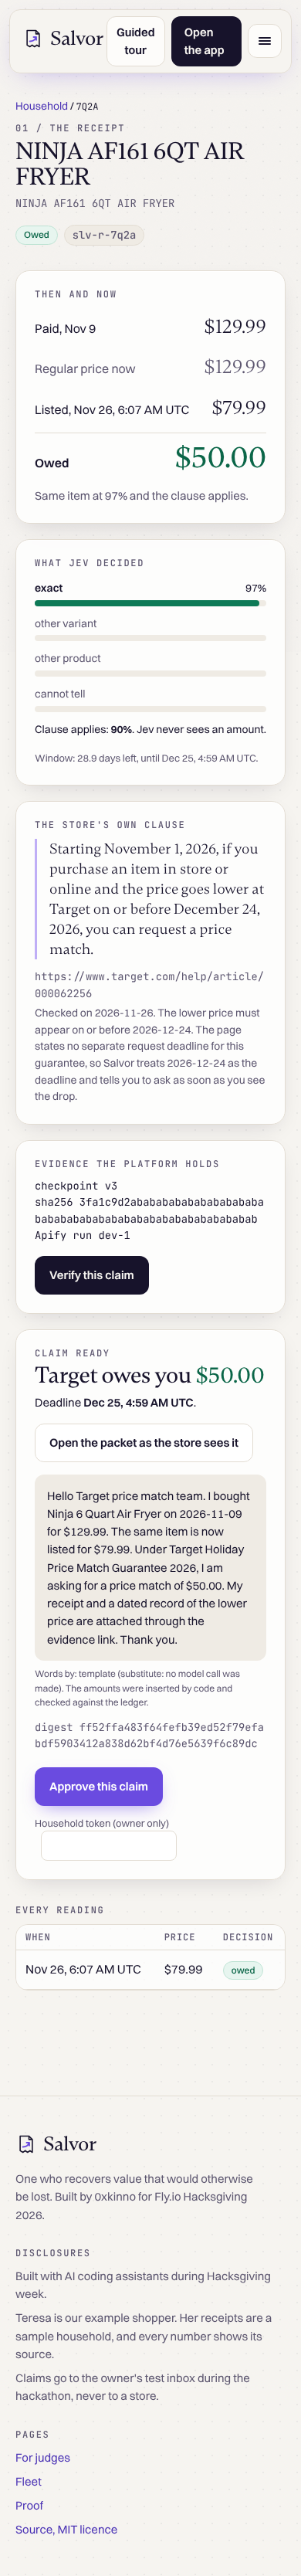 Salvor
Guided
tour
Open
the app
Household / 7Q2A
01 / THE RECEIPT
NINJA AF161 6QT AIR
FRYER
NINJA AF161 6QT AIR FRYER
Owed
slv-r-7q2a
THEN AND NOW
Paid, Nov 9 $129.99
Regular price now $129.99
Listed, Nov 26, 6:07 AM UTC $79.99
Owed $50.00
Same item at 97% and the clause applies.
WHAT JEV DECIDED
exact 97%
other variant
other product
cannot tell
Clause applies: 90%. Jev never sees an amount.
Window: 28.9 days left, until Dec 25, 4:59 AM UTC.
THE STORE'S OWN CLAUSE
Starting November 1, 2026, if you
purchase an item in store or
online and the price goes lower at
Target on or before December 24,
2026, you can request a price
match.
https://www.target.com/help/article/
000062256
Checked on 2026-11-26. The lower price must
appear on or before 2026-12-24. The page
states no separate request deadline for this
guarantee, so Salvor treats 2026-12-24 as the
deadline and tells you to ask as soon as you see
the drop.
EVIDENCE THE PLATFORM HOLDS
checkpoint v3
sha256 3fa1c9d2abababababababababab
abababababababababababababababababab
Apify run dev-1
Verify this claim
CLAIM READY
Target owes you $50.00
Deadline Dec 25, 4:59 AM UTC.
Open the packet as the store sees it
Hello Target price match team. I bought
Ninja 6 Quart Air Fryer on 2026-11-09
for $129.99. The same item is now
listed for $79.99. Under Target Holiday
Price Match Guarantee 2026, I am
asking for a price match of $50.00. My
receipt and a dated record of the lower
price are attached through the
evidence link. Thank you.
Words by: template (substitute: no model call was
made). The amounts were inserted by code and
checked against the ledger.
digest ff52ffa483f64fefb39ed52f79efa
bdf5903412a838d62bf4d76e5639f6c89dc
Approve this claim
Household token (owner only)
EVERY READING
WHEN PRICE DECISION
Nov 26, 6:07 AM UTC $79.99 owed
Salvor
One who recovers value that would otherwise
be lost. Built by 0xkinno for Fly.io Hacksgiving
2026.
DISCLOSURES
Built with AI coding assistants during Hacksgiving
week.
Teresa is our example shopper. Her receipts are a
sample household, and every number shows its
source.
Claims go to the owner's test inbox during the
hackathon, never to a store.
PAGES
For judges
Fleet
Proof
Source, MIT licence